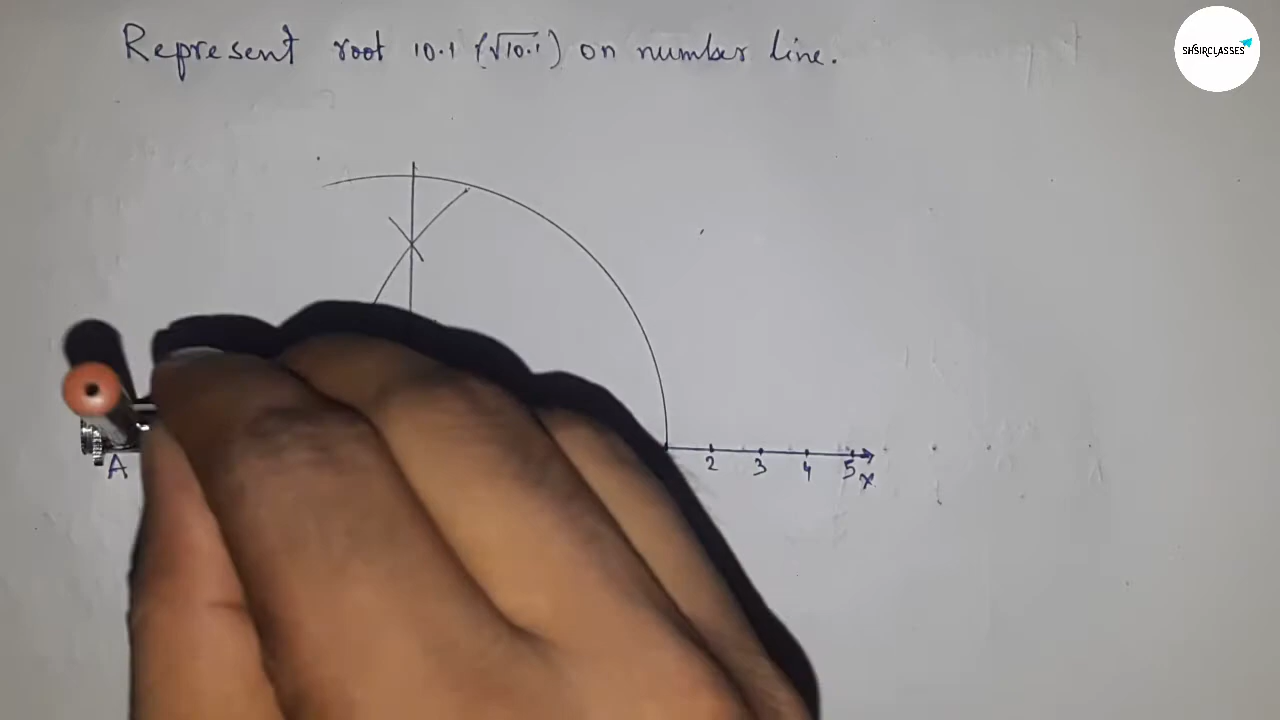 Represent root 10.1 (√10.1) on number line.
SHSIRCLASSES
A
2 3 4 5 x